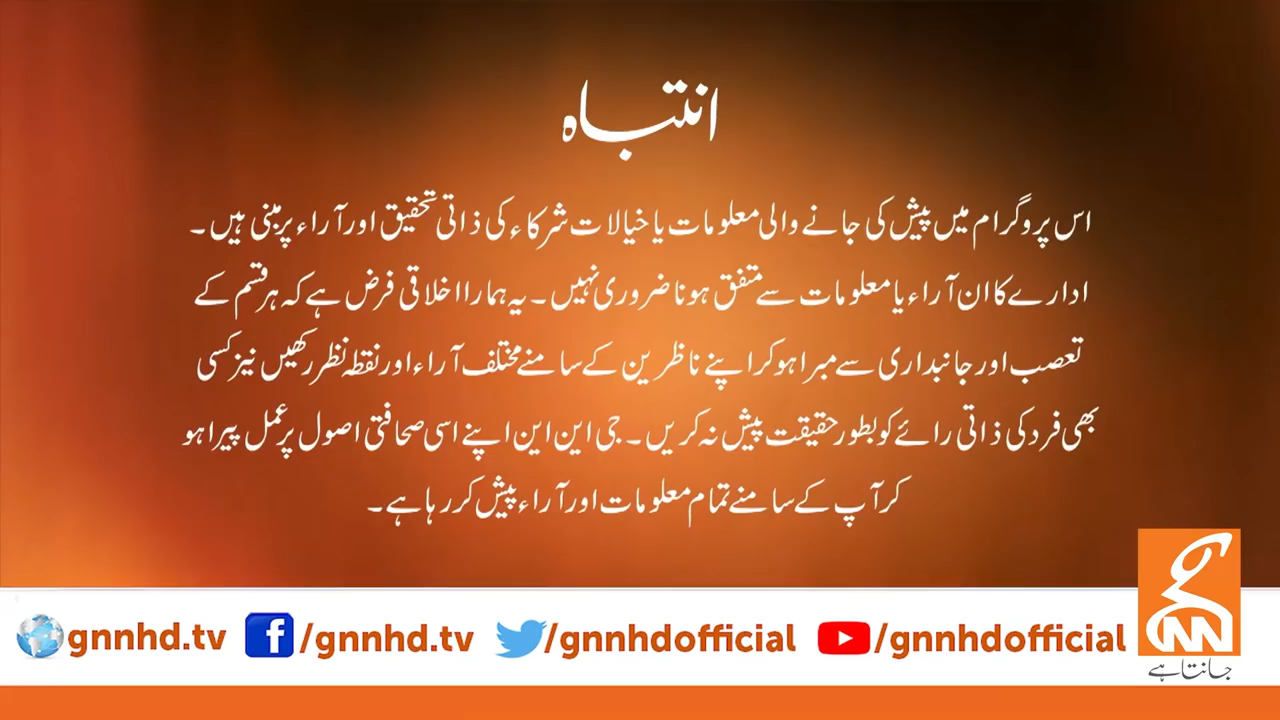 انتباہ
اس پروگرام میں پیش کی جانے والی معلومات یا خیالات شرکاء کی ذاتی تحقیق اور آراء پر مبنی ہیں۔
ادارے کا ان آراء یا معلومات سے متفق ہونا ضروری نہیں۔ یہ ہمارا اخلاقی فرض ہے کہ ہر قسم کے
تعصب اور جانبداری سے مبرا ہو کر اپنے ناظرین کے سامنے مختلف آراء اور نقطہ نظر رکھیں نیز کسی
بھی فرد کی ذاتی رائے کو بطور حقیقت پیش نہ کریں۔ جی این این اپنے اسی صحافتی اصول پر عمل پیرا ہو
کر آپ کے سامنے تمام معلومات اور آراء پیش کر رہا ہے۔
gnnhd.tv /gnnhd.tv /gnnhdofficial /gnnhdofficial
GNN
جانتا ہے